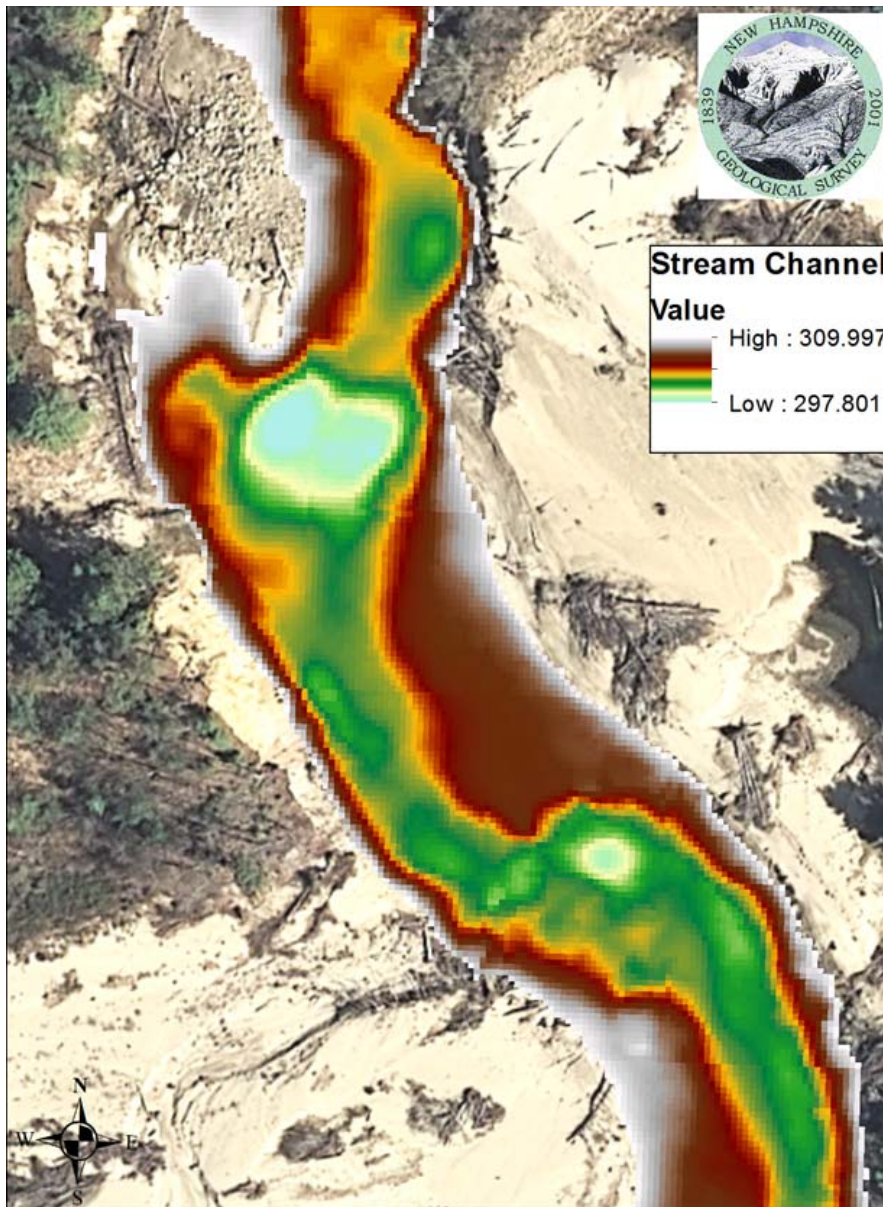 NEW HAMPSHIRE
1839
2001
GEOLOGICAL SURVEY
Stream Channel
Value
High : 309.997
Low : 297.801
N
W
E
S